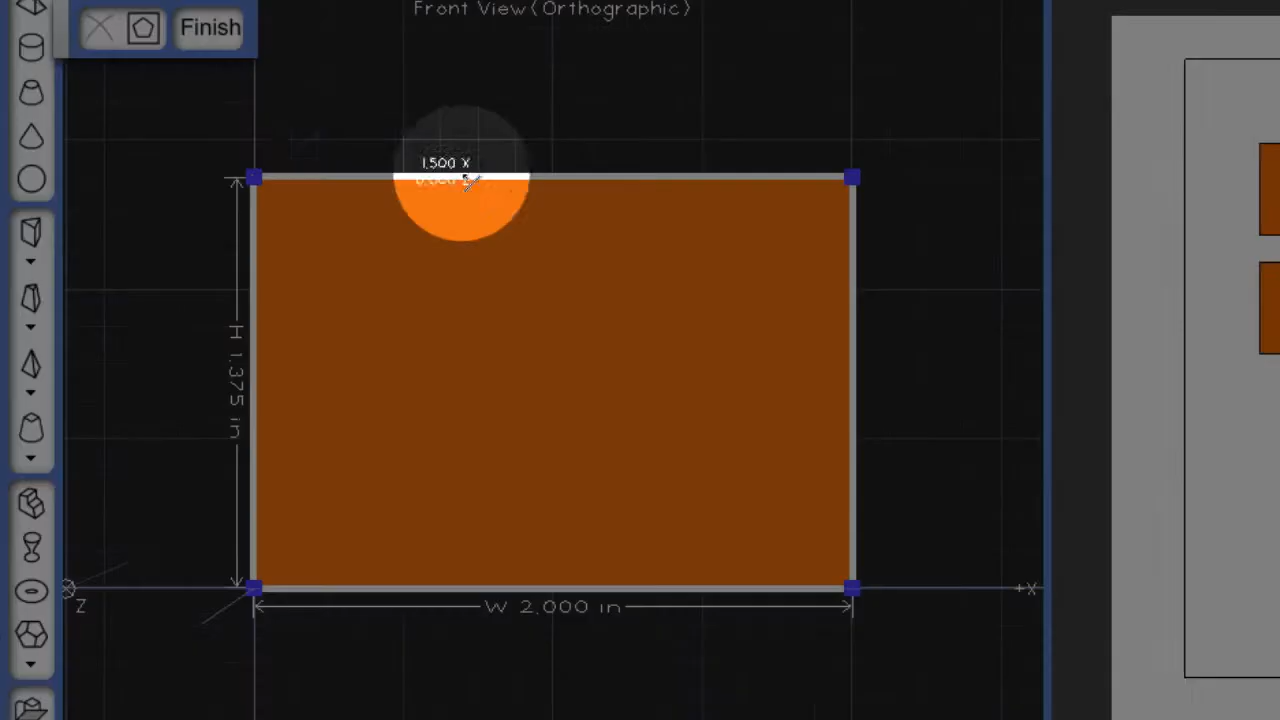 Front View(Orthographic)
Finish
1.500 X
H 1.375 in
+X
Z
W 2.000 in